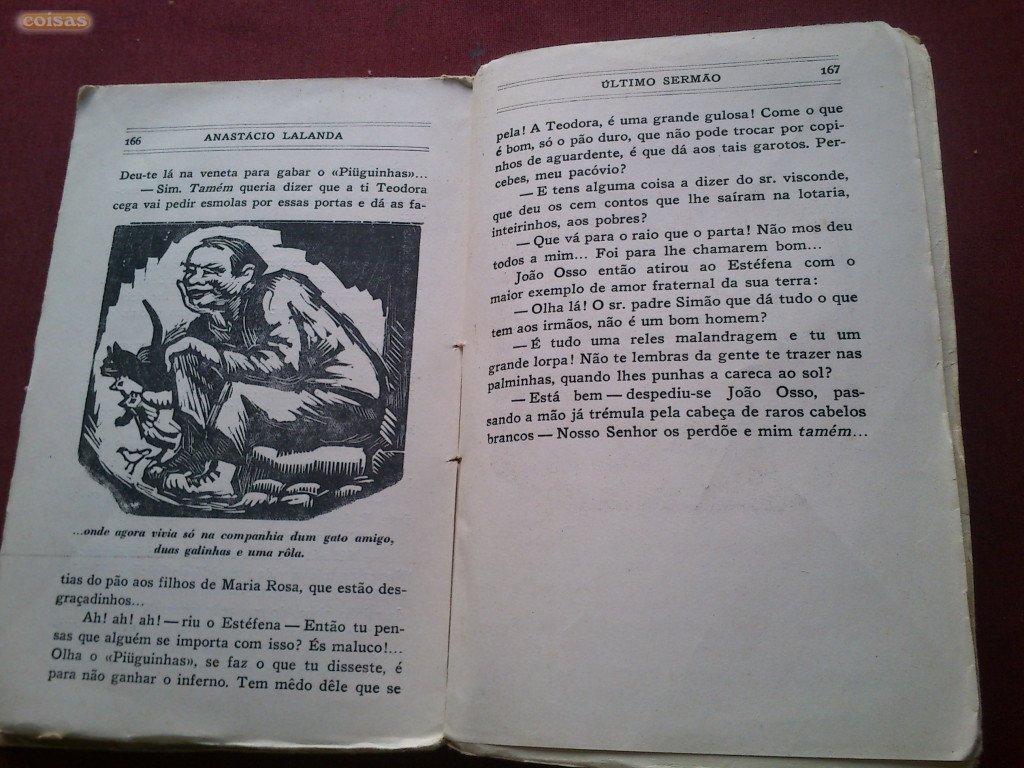 coisas
166 ANASTÁCIO LALANDA
Deu-te lá na veneta para gabar o «Piüguinhas»...
— Sim. Tamém queria dizer que a ti Teodora
cega vai pedir esmolas por essas portas e dá as fa-
...onde agora vivia só na companhia dum gato amigo,
duas galinhas e uma rôla.
tias do pão aos filhos de Maria Rosa, que estão des-
graçadinhos...
Ah! ah! ah! — riu o Estéfena — Então tu pen-
sas que alguém se importa com isso? És maluco!...
Olha o «Piüguinhas», se faz o que tu disseste, é
para não ganhar o inferno. Tem mêdo dêle que se
ÚLTIMO SERMÃO 167
pela! A Teodora, é uma grande gulosa! Come o que
é bom, só o pão duro, que não pode trocar por copi-
nhos de aguardente, é que dá aos tais garotos. Per-
cebes, meu pacóvio?
— E tens alguma coisa a dizer do sr. visconde,
que deu os cem contos que lhe saíram na lotaria,
inteirinhos, aos pobres?
— Que vá para o raio que o parta! Não mos deu
todos a mim... Foi para lhe chamarem bom...
João Osso então atirou ao Estéfena com o
maior exemplo de amor fraternal da sua terra:
— Olha lá! O sr. padre Simão que dá tudo o que
tem aos irmãos, não é um bom homem?
— É tudo uma reles malandragem e tu um
grande lorpa! Não te lembras da gente te trazer nas
palminhas, quando lhes punhas a careca ao sol?
— Está bem — despediu-se João Osso, pas-
sando a mão já trémula pela cabeça de raros cabelos
brancos — Nosso Senhor os perdõe e mim tamém...